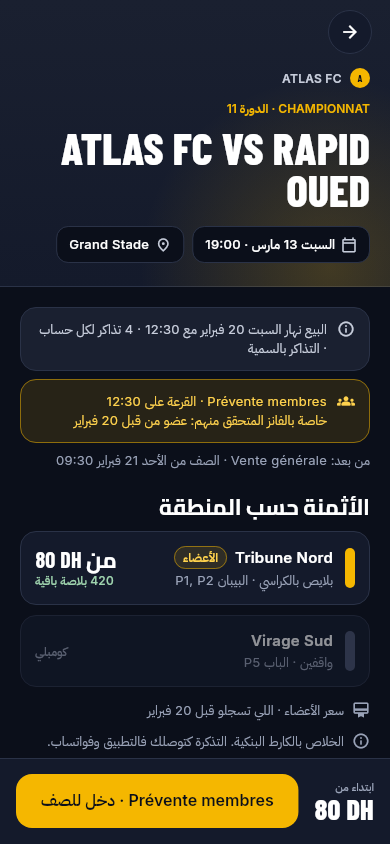 A ATLAS FC
CHAMPIONNAT · الدورة 11
ATLAS FC VS RAPID
OUED
السبت 13 مارس · 19:00
Grand Stade
البيع نهار السبت 20 فبراير مع 12:30 · 4 تذاكر لكل حساب
· التذاكر بالسمية
Prévente membres · القرعة على 12:30
خاصة بالفانز المتحقق منهم: عضو من قبل 20 فبراير
من بعد: Vente générale · الصف من الأحد 21 فبراير 09:30
الأثمنة حسب المنطقة
Tribune Nord الأعضاء
من 80 DH
بلايص بالكراسي · البيبان P1, P2
420 بلاصة باقية
Virage Sud
كومبلي
واقفين · الباب P5
سعر الأعضاء · اللي تسجلو قبل 20 فبراير
الخلاص بالكارط البنكية. التذكرة كتوصلك فالتطبيق وفواتساب.
ابتداء من
80 DH
Prévente membres · دخل للصف